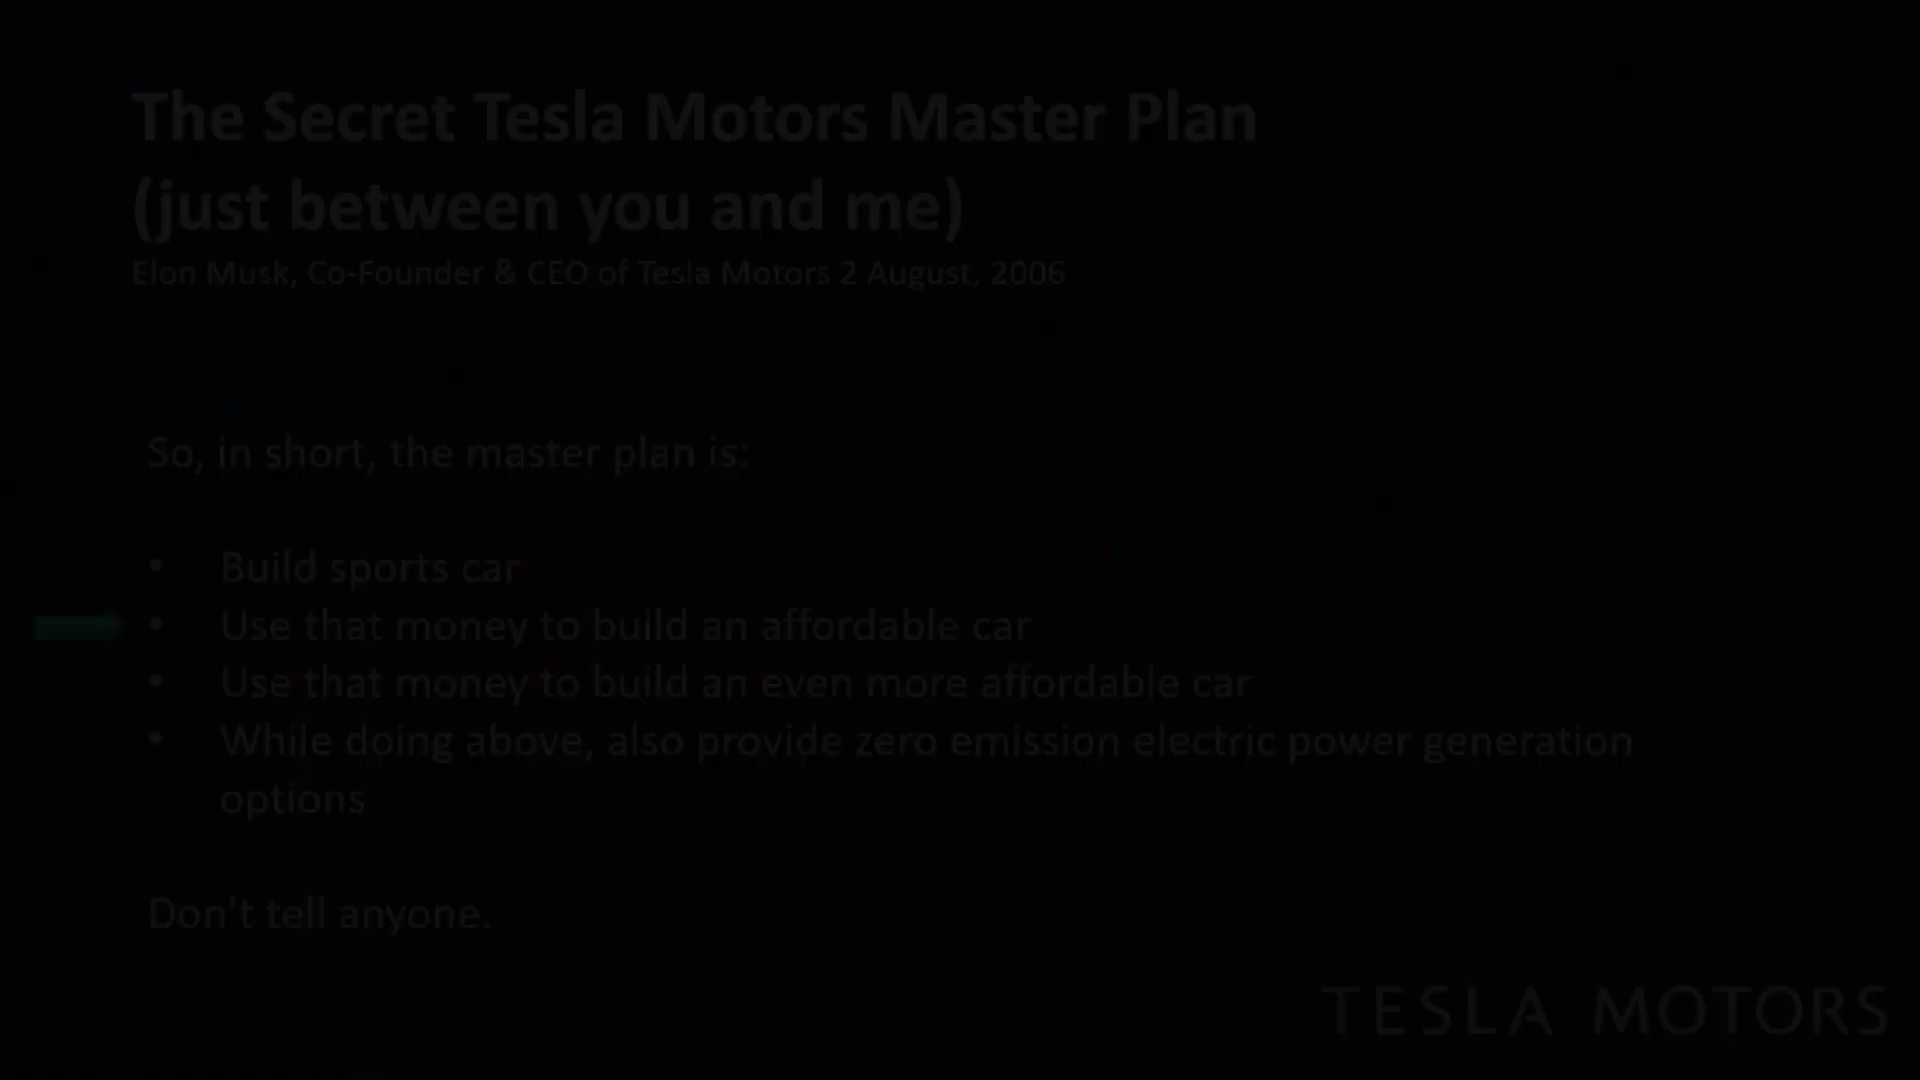 The Secret Tesla Motors Master Plan
(just between you and me)
Elon Musk, Co-Founder & CEO of Tesla Motors 2 August, 2006
So, in short, the master plan is:
• Build sports car
• Use that money to build an affordable car
• Use that money to build an even more affordable car
• While doing above, also provide zero emission electric power generation
options
Don't tell anyone.
TESLA MOTORS